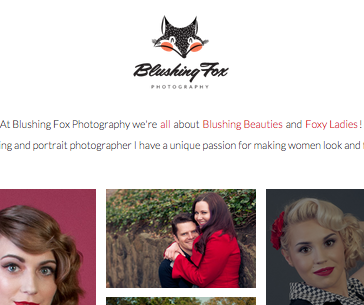 Blushing Fox
PHOTOGRAPHY
At Blushing Fox Photography we're all about Blushing Beauties and Foxy Ladies!
ing and portrait photographer I have a unique passion for making women look and